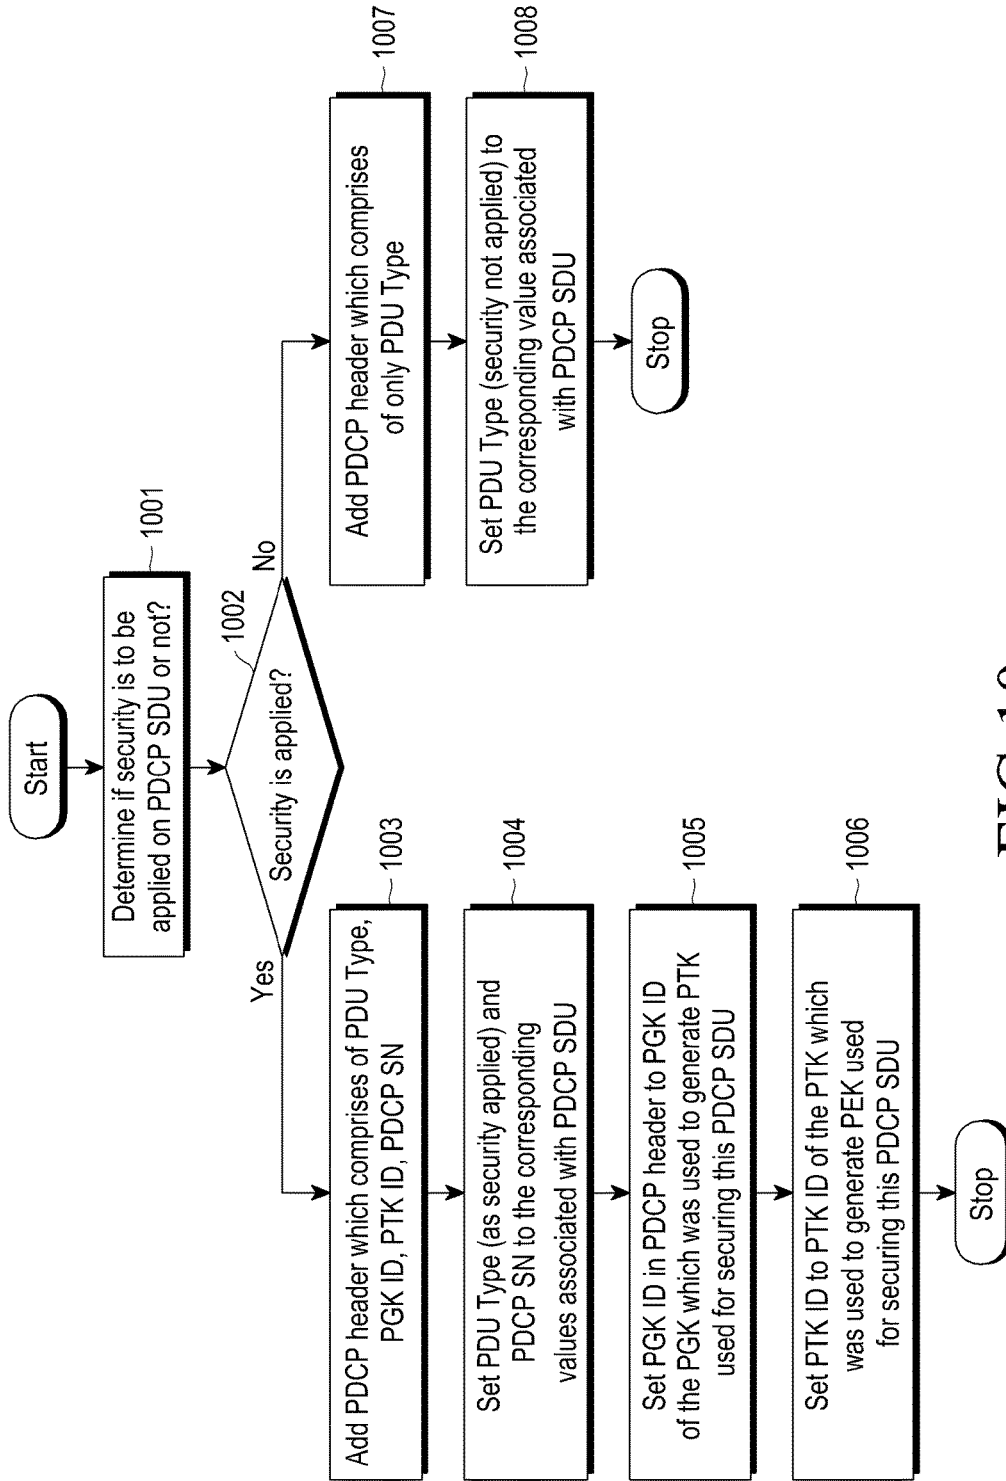 Start
Determine if security is to be
applied on PDCP SDU or not?
1001
Security is applied?
1002
Yes
No
Add PDCP header which comprises of PDU Type,
PGK ID, PTK ID, PDCP SN
1003
Set PDU Type (as security applied) and
PDCP SN to the corresponding
values associated with PDCP SDU
1004
Set PGK ID in PDCP header to PGK ID
of the PGK which was used to generate PTK
used for securing this PDCP SDU
1005
Set PTK ID to PTK ID of the PTK which
was used to generate PEK used
for securing this PDCP SDU
1006
Stop
Add PDCP header which comprises
of only PDU Type
1007
Set PDU Type (security not applied) to
the corresponding value associated
with PDCP SDU
1008
Stop
FIG.10